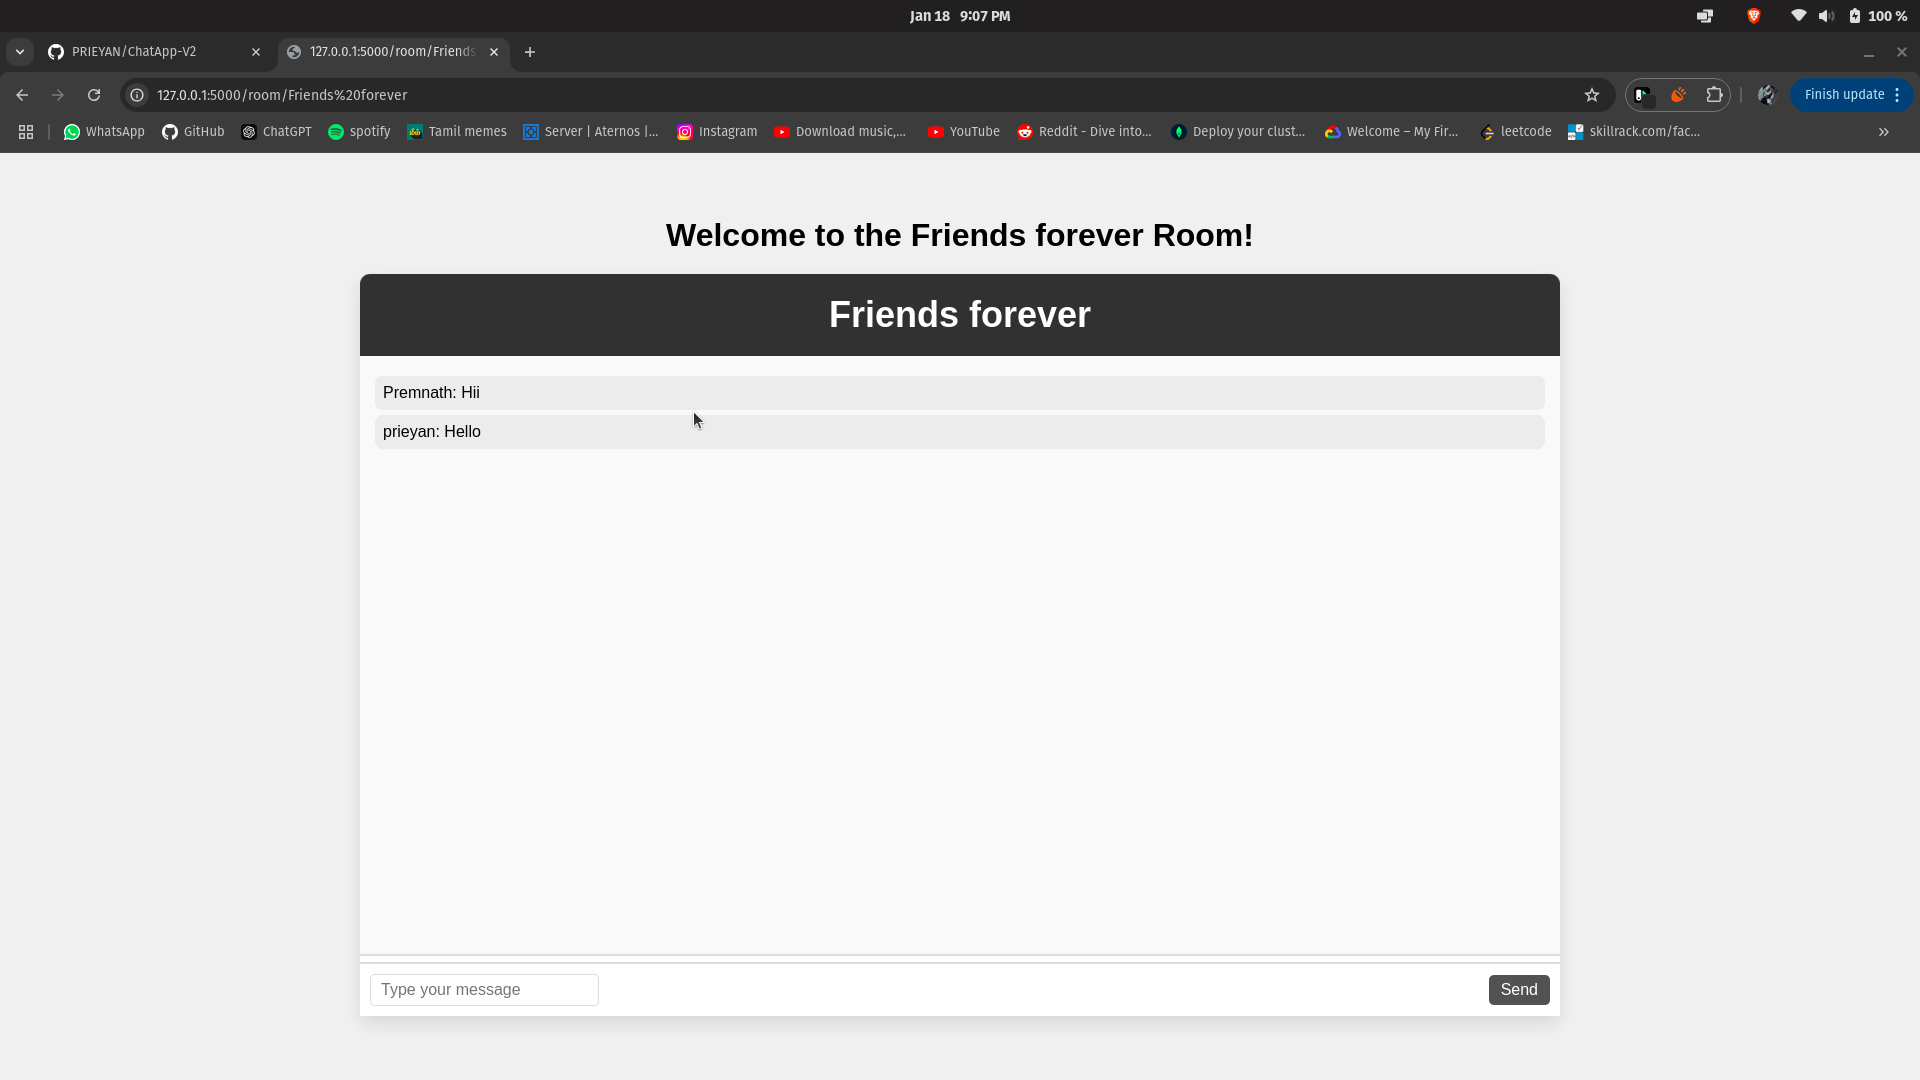 Jan 18 9:07 PM
100 %
PRIEYAN/ChatApp-V2
127.0.0.1:5000/room/Friends
127.0.0.1:5000/room/Friends%20forever
Finish update
WhatsApp GitHub ChatGPT spotify Tamil memes Server | Aternos |... Instagram Download music,... YouTube Reddit - Dive into... Deploy your clust... Welcome – My Fir... leetcode skillrack.com/fac...
Welcome to the Friends forever Room!
Friends forever
Premnath: Hii
prieyan: Hello
Type your message
Send